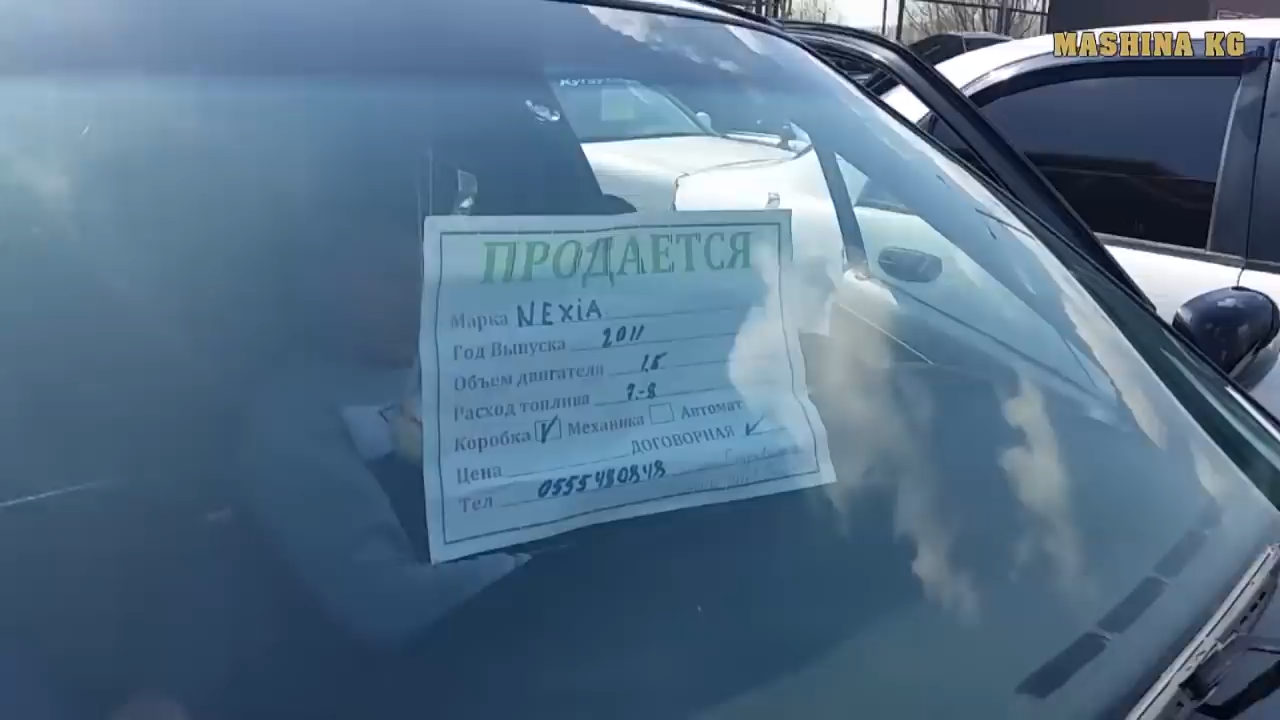 MASHINA KG
ПРОДАЕТСЯ
Марка NEXiA
Год Выпуска 2011
Объем двигателя 1,5
Расход топлива 7-8
Коробка ✓ Механика Автомат
Цена ДОГОВОРНАЯ ✓
Тел 0555480848